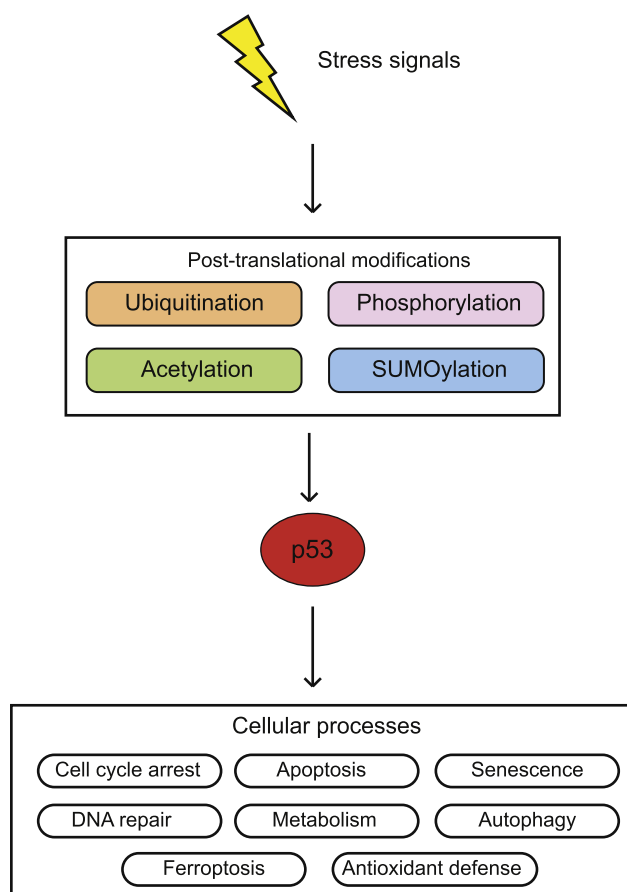 Stress signals
Post-translational modifications
Ubiquitination Phosphorylation
Acetylation SUMOylation
p53
Cellular processes
Cell cycle arrest Apoptosis Senescence
DNA repair Metabolism Autophagy
Ferroptosis Antioxidant defense